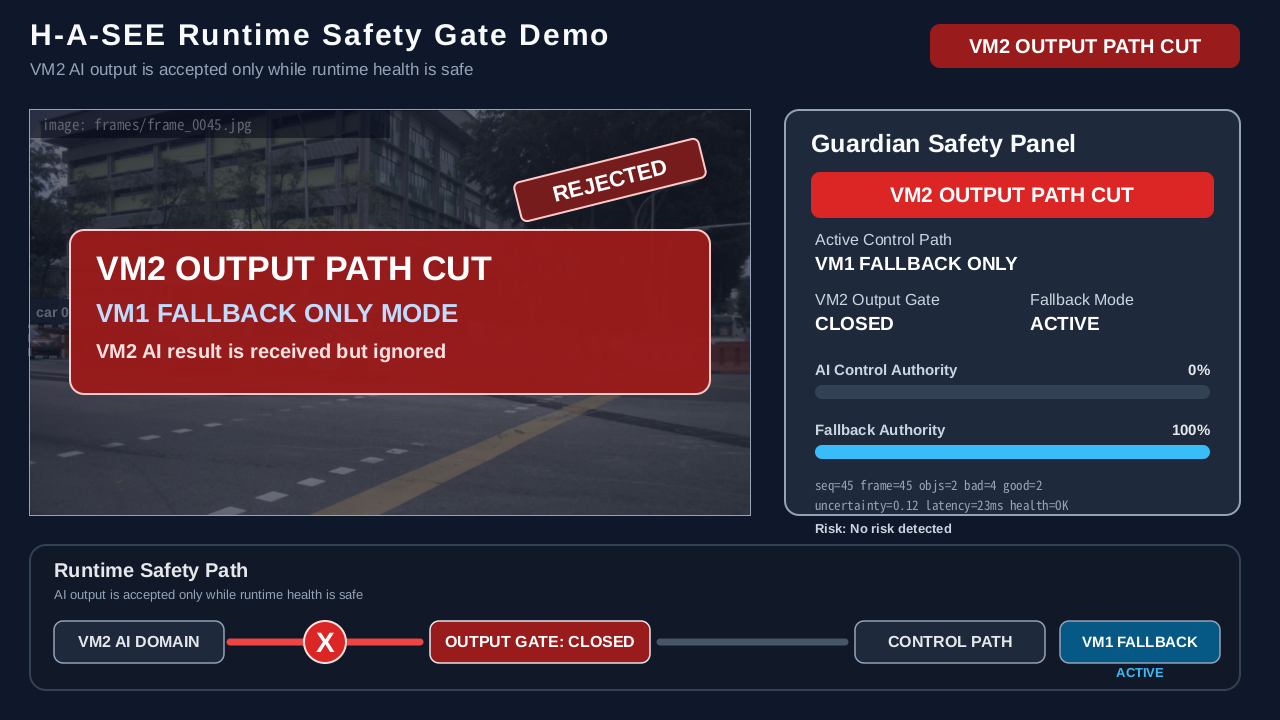 H-A-SEE Runtime Safety Gate Demo
VM2 AI output is accepted only while runtime health is safe
VM2 OUTPUT PATH CUT
image: frames/frame_0045.jpg
REJECTED
VM2 OUTPUT PATH CUT
VM1 FALLBACK ONLY MODE
VM2 AI result is received but ignored
car 0
Guardian Safety Panel
VM2 OUTPUT PATH CUT
Active Control Path
VM1 FALLBACK ONLY
VM2 Output Gate
CLOSED
Fallback Mode
ACTIVE
AI Control Authority 0%
Fallback Authority 100%
seq=45 frame=45 objs=2 bad=4 good=2
uncertainty=0.12 latency=23ms health=OK
Risk: No risk detected
Runtime Safety Path
AI output is accepted only while runtime health is safe
VM2 AI DOMAIN
X
OUTPUT GATE: CLOSED
CONTROL PATH
VM1 FALLBACK
ACTIVE